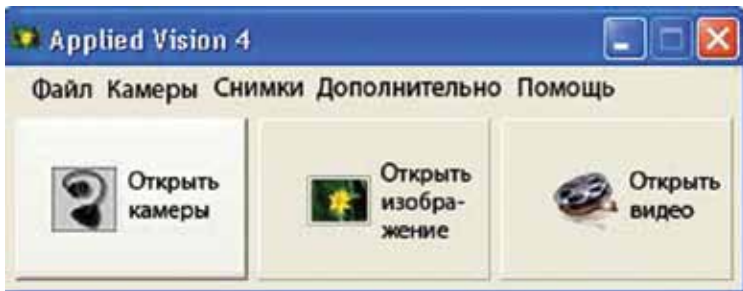 Applied Vision 4
Файл Камеры Снимки Дополнительно Помощь
Открыть
камеры
Открыть
изобра-
жение
Открыть
видео